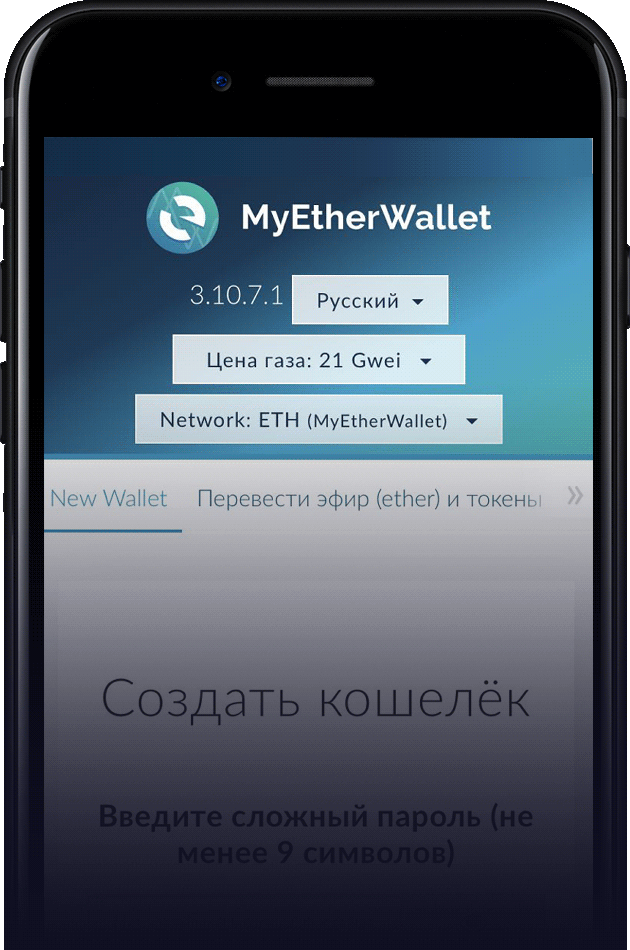 MyEtherWallet
3.10.7.1 Русский
Цена газа: 21 Gwei
Network: ETH (MyEtherWallet)
New Wallet Перевести эфир (ether) и токены »
Создать кошелёк
Введите сложный пароль (не
менее 9 символов)